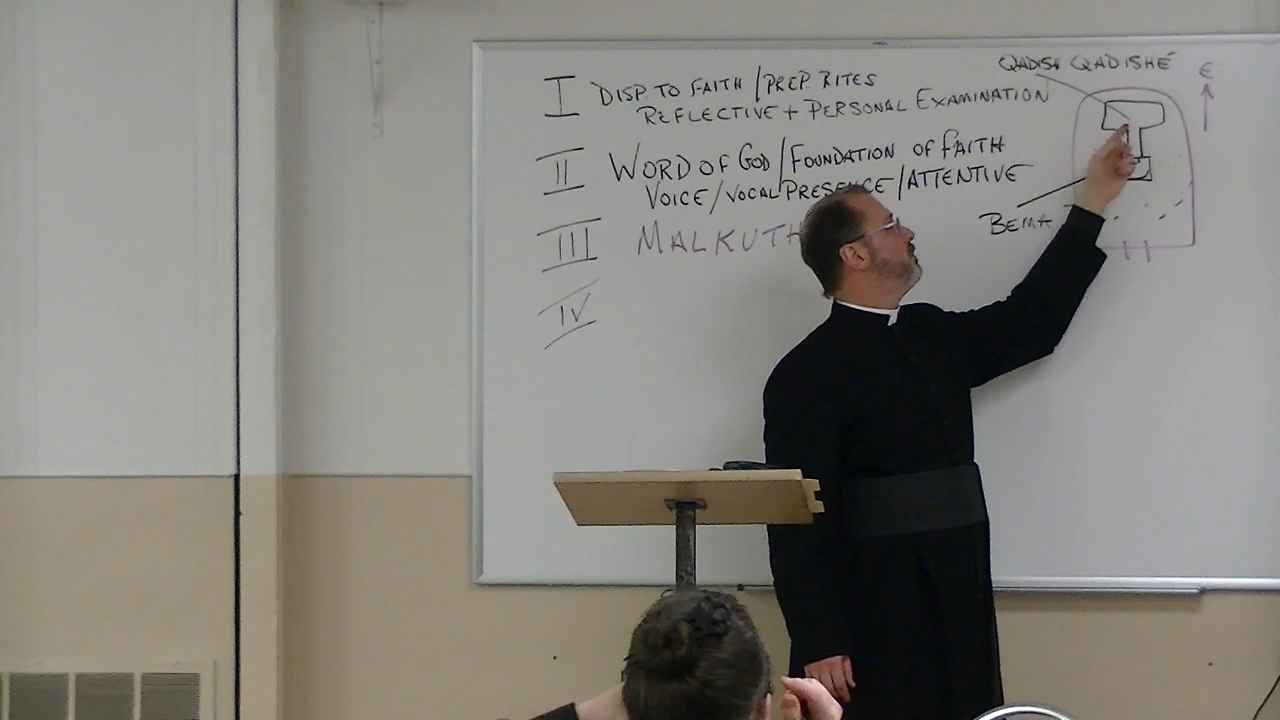 I DISP. TO FAITH / PREP. RITES
REFLECTIVE + PERSONAL EXAMINATION
II WORD OF GOD / FOUNDATION OF FAITH
VOICE / VOCAL PRESENCE / ATTENTIVE
III MALKUTH
IV
QADISH QADISHÉ
E
BEMA